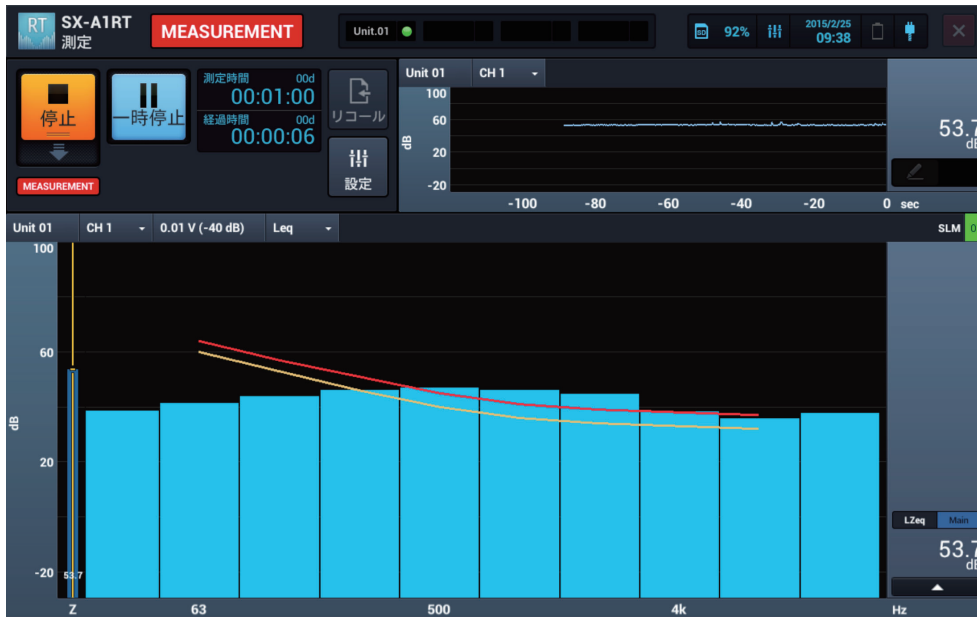 RT SX-A1RT
測定
MEASUREMENT
Unit.01
SD 92% 2015/2/25
09:38
停止
一時停止
測定時間 00d
00:01:00
経過時間 00d
00:00:06
リコール
設定
MEASUREMENT
Unit 01 CH 1
100
60
20
-20
dB
-100 -80 -60 -40 -20 0 sec
53.7
dB
Unit 01 CH 1 0.01 V (-40 dB) Leq SLM 0
100
60
20
-20
dB
53.7
Z 63 500 4k Hz
LZeq Main
53.7
dB